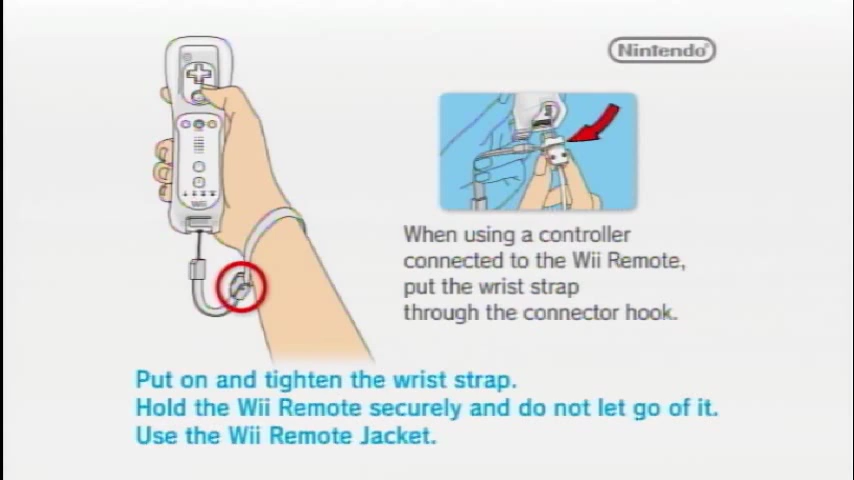 Nintendo®
Wii
When using a controller
connected to the Wii Remote,
put the wrist strap
through the connector hook.
Put on and tighten the wrist strap.
Hold the Wii Remote securely and do not let go of it.
Use the Wii Remote Jacket.